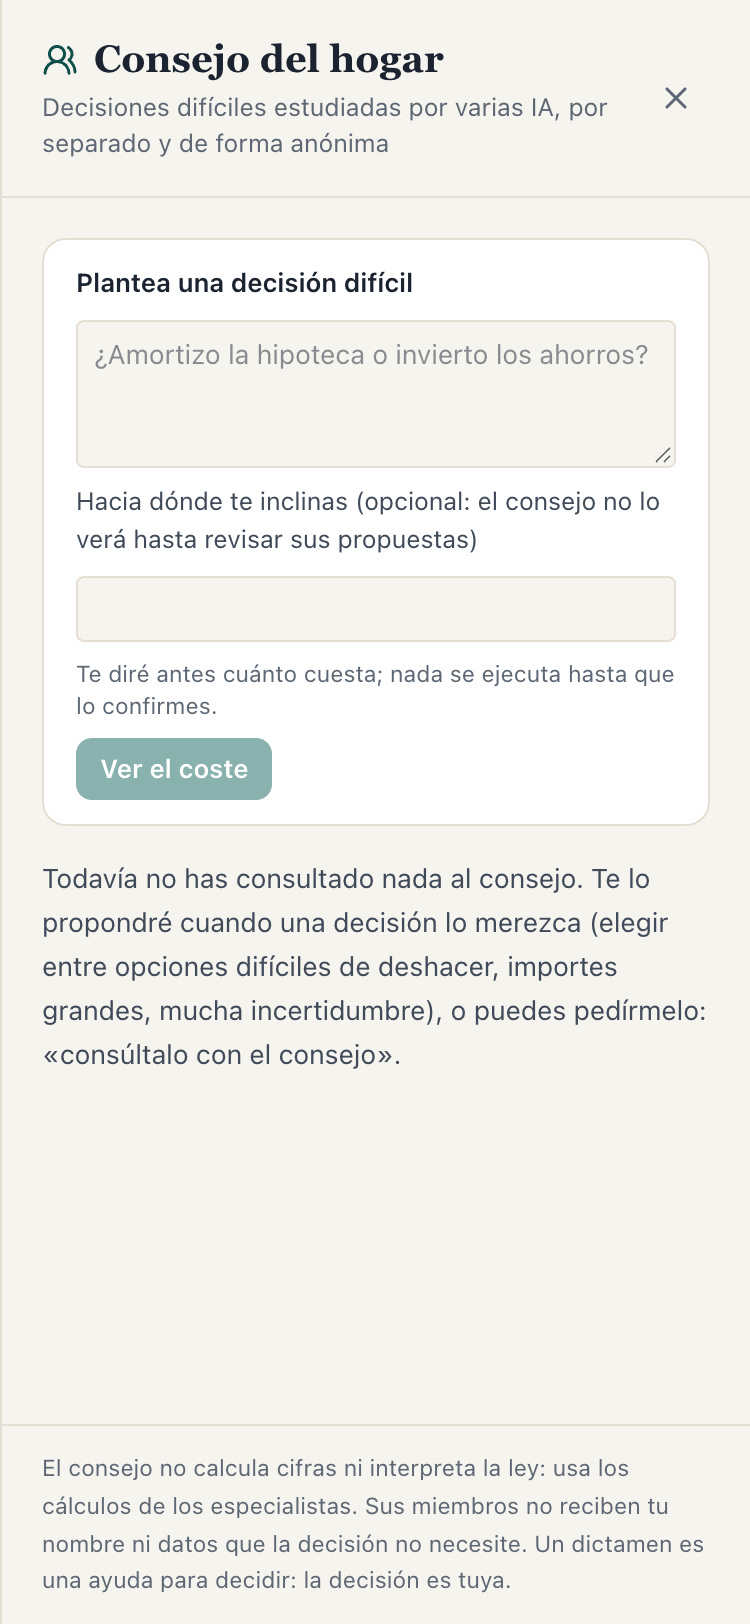 Consejo del hogar
Decisiones difíciles estudiadas por varias IA, por
separado y de forma anónima
Plantea una decisión difícil
¿Amortizo la hipoteca o invierto los ahorros?
Hacia dónde te inclinas (opcional: el consejo no lo
verá hasta revisar sus propuestas)
Te diré antes cuánto cuesta; nada se ejecuta hasta que
lo confirmes.
Ver el coste
Todavía no has consultado nada al consejo. Te lo
propondré cuando una decisión lo merezca (elegir
entre opciones difíciles de deshacer, importes
grandes, mucha incertidumbre), o puedes pedírmelo:
«consúltalo con el consejo».
El consejo no calcula cifras ni interpreta la ley: usa los
cálculos de los especialistas. Sus miembros no reciben tu
nombre ni datos que la decisión no necesite. Un dictamen es
una ayuda para decidir: la decisión es tuya.